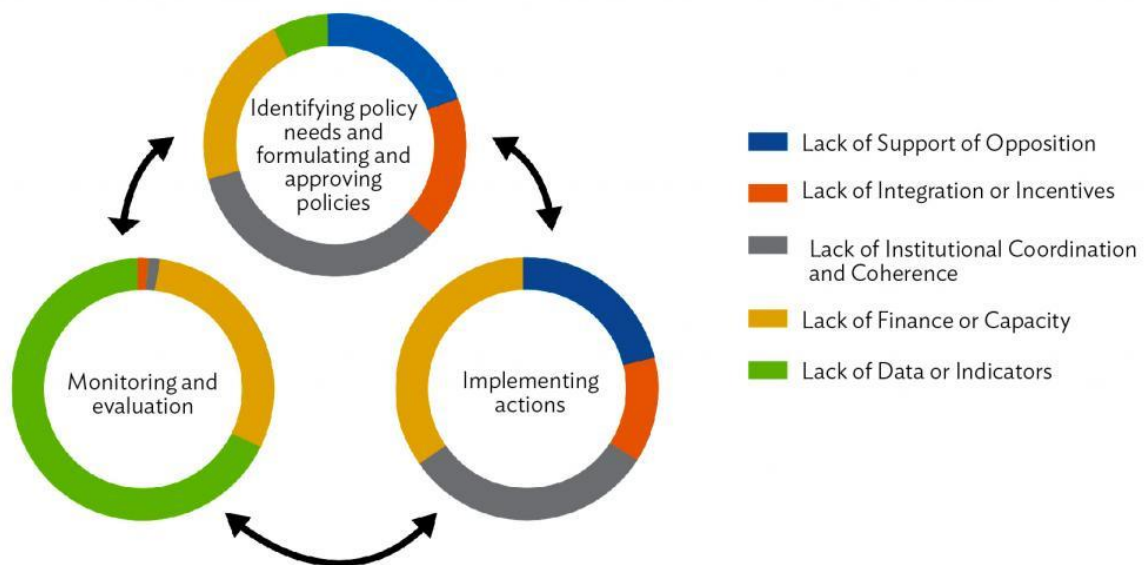 Identifying policy
needs and
formulating and
approving
policies
Monitoring and
evaluation
Implementing
actions
Lack of Support of Opposition
Lack of Integration or Incentives
Lack of Institutional Coordination
and Coherence
Lack of Finance or Capacity
Lack of Data or Indicators